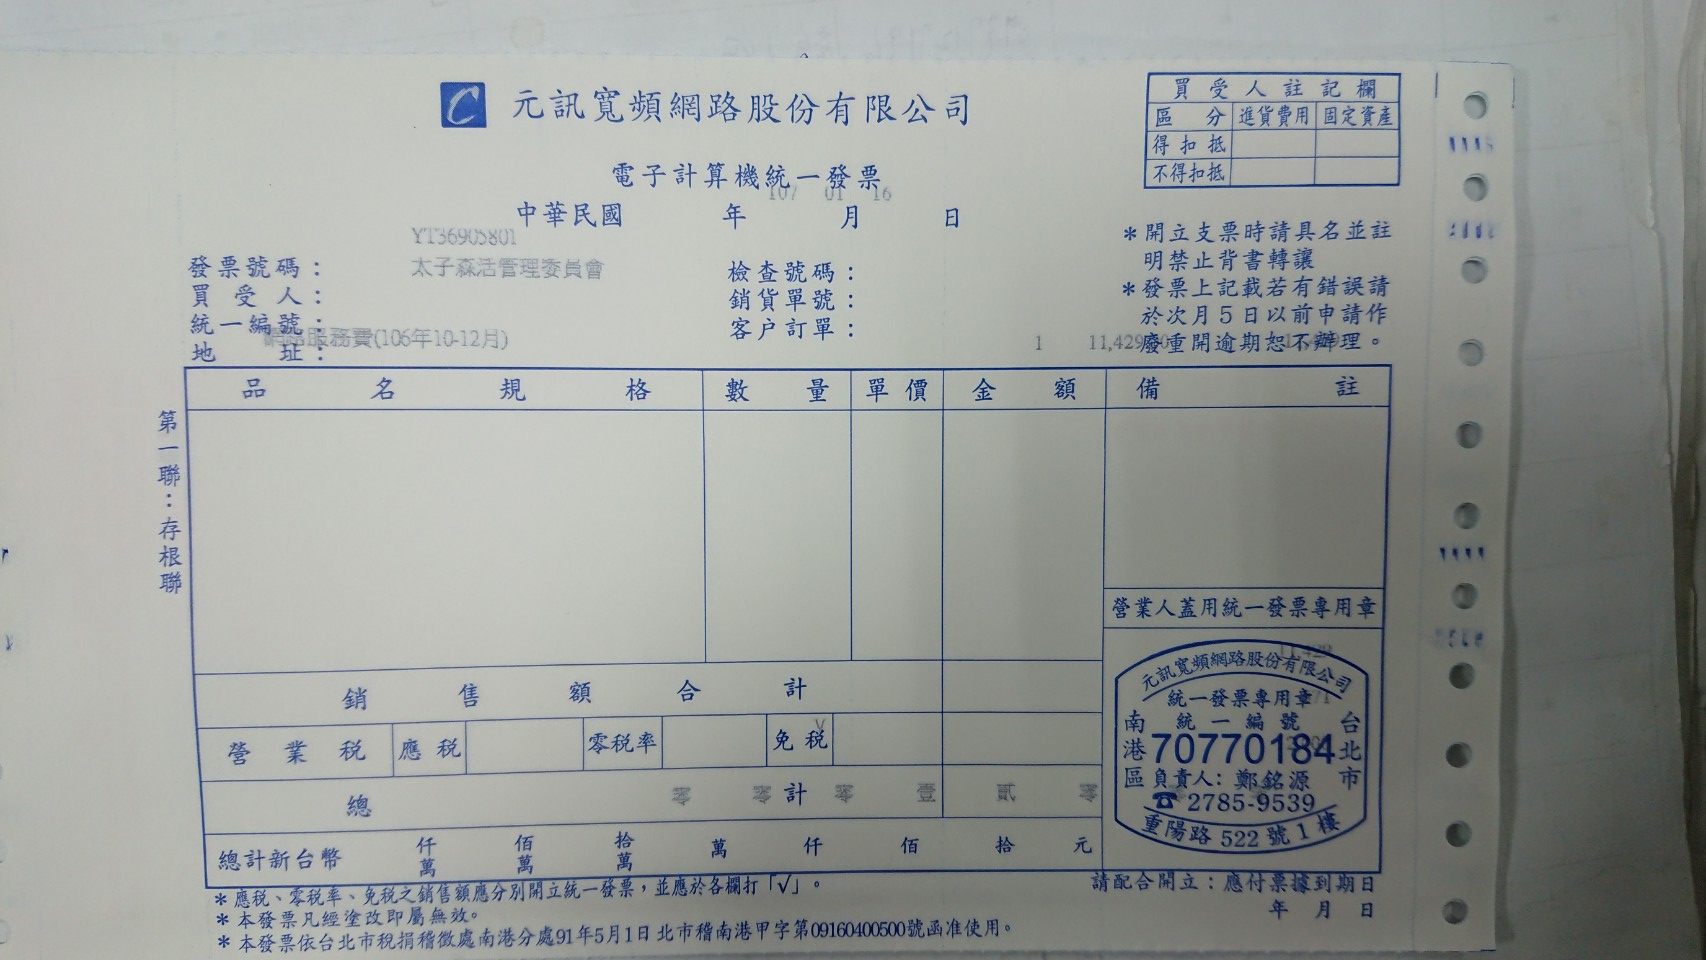 元訊寬頻網路股份有限公司
買受人註記欄
區分 進貨費用 固定資產
得扣抵
不得扣抵
電子計算機統一發票
107 01 16
中華民國 年 月 日
YT36905801
發票號碼： 太子森活管理委員會 檢查號碼：
買受人： 銷貨單號：
統一編號： 客户訂單：
網路服務費(106年10-12月) 1 11,429
地址：
＊開立支票時請具名並註
明禁止背書轉讓
＊發票上記載若有錯誤請
於次月5日以前申請作
廢重開逾期恕不辦理。
品名規格 數量 單價 金額 備註
第一聯：存根聯
營業人蓋用統一發票專用章
銷售額合計
V
營業稅 應稅 零稅率 免稅
總計
零 零 零 壹 貳 零
總計新台幣 仟萬 佰萬 拾萬 萬 仟 佰 拾 元
元訊寬頻網路股份有限公司
統一發票專用章
統一編號
70770184
負責人：鄭銘源
☎2785-9539
台北市
南港區
重陽路522號1樓
＊應稅、零稅率、免稅之銷售額應分別開立統一發票，並應於各欄打「√」。
＊本發票凡經塗改即屬無效。
＊本發票依台北市稅捐稽徵處南港分處91年5月1日北市稽南港甲字第09160400500號函准使用。
請配合開立：應付票據到期日
年 月 日